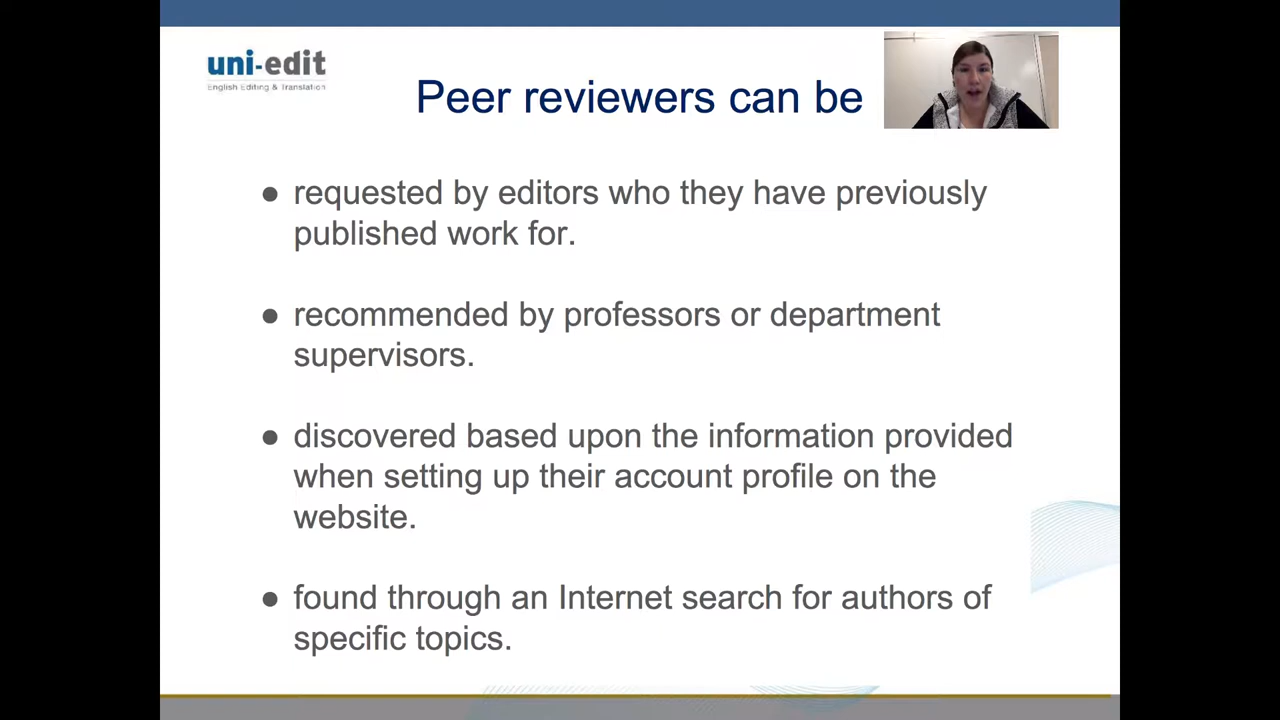 uni-edit
English Editing & Translation
Peer reviewers can be
● requested by editors who they have previously
published work for.
● recommended by professors or department
supervisors.
● discovered based upon the information provided
when setting up their account profile on the
website.
● found through an Internet search for authors of
specific topics.